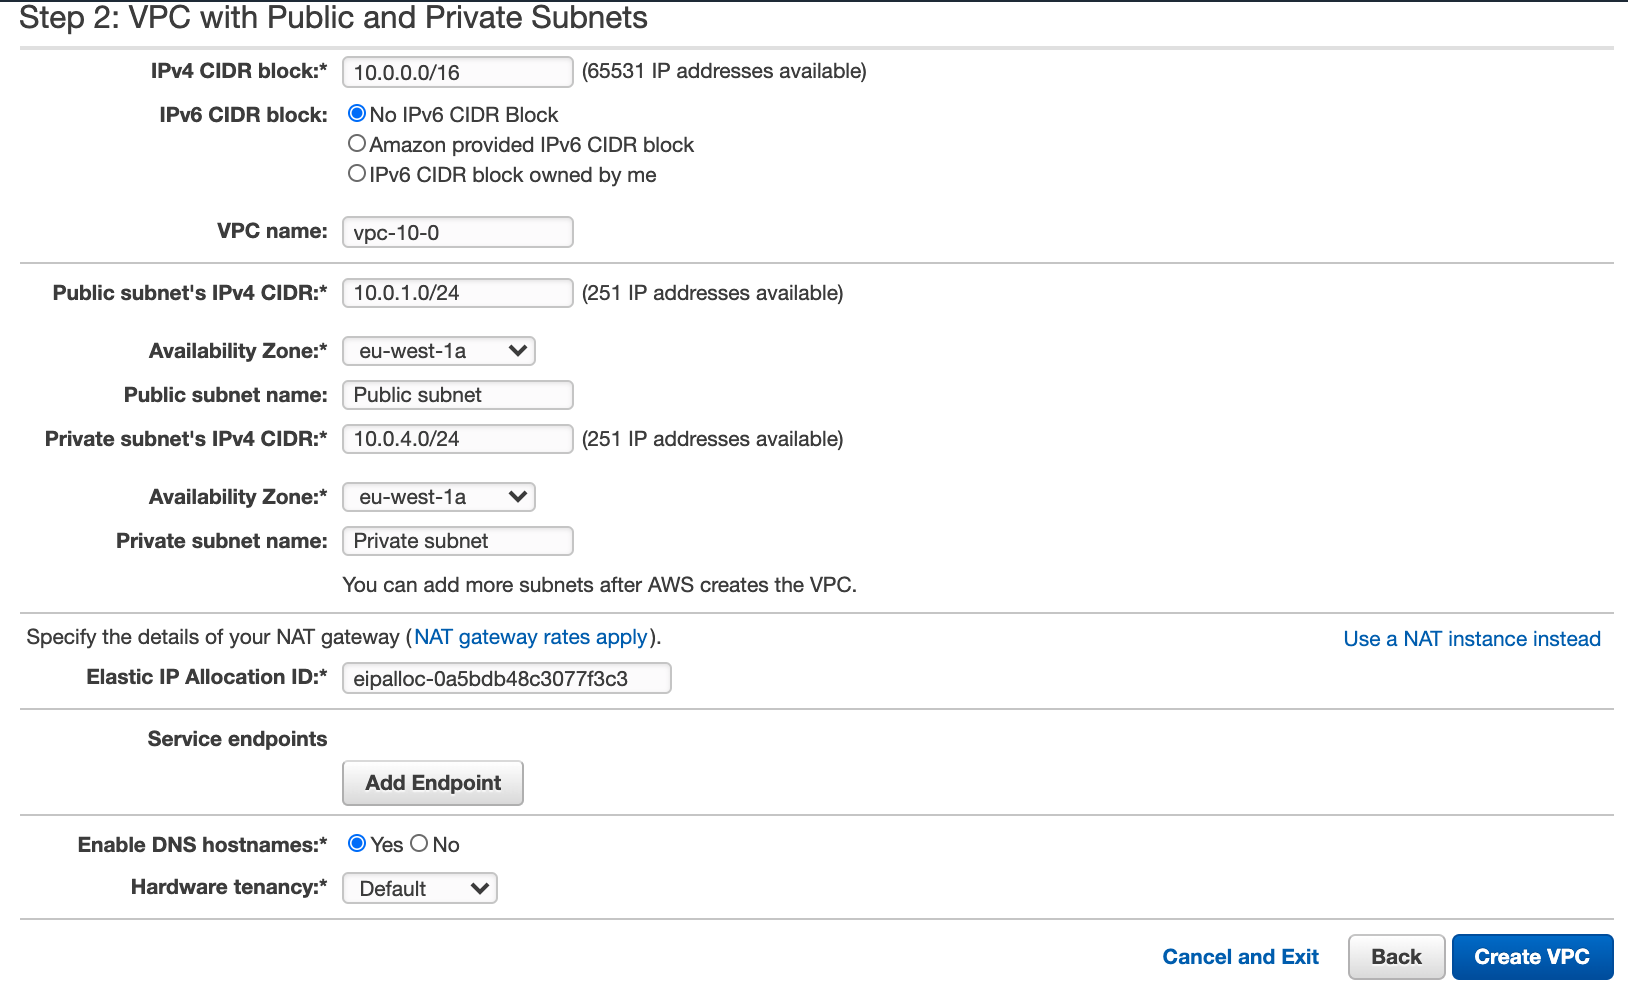 Step 2: VPC with Public and Private Subnets
IPv4 CIDR block:* 10.0.0.0/16 (65531 IP addresses available)
IPv6 CIDR block: No IPv6 CIDR Block
Amazon provided IPv6 CIDR block
IPv6 CIDR block owned by me
VPC name: vpc-10-0
Public subnet's IPv4 CIDR:* 10.0.1.0/24 (251 IP addresses available)
Availability Zone:* eu-west-1a
Public subnet name: Public subnet
Private subnet's IPv4 CIDR:* 10.0.4.0/24 (251 IP addresses available)
Availability Zone:* eu-west-1a
Private subnet name: Private subnet
You can add more subnets after AWS creates the VPC.
Specify the details of your NAT gateway (NAT gateway rates apply). Use a NAT instance instead
Elastic IP Allocation ID:* eipalloc-0a5bdb48c3077f3c3
Service endpoints
Add Endpoint
Enable DNS hostnames:* Yes No
Hardware tenancy:* Default
Cancel and Exit Back Create VPC